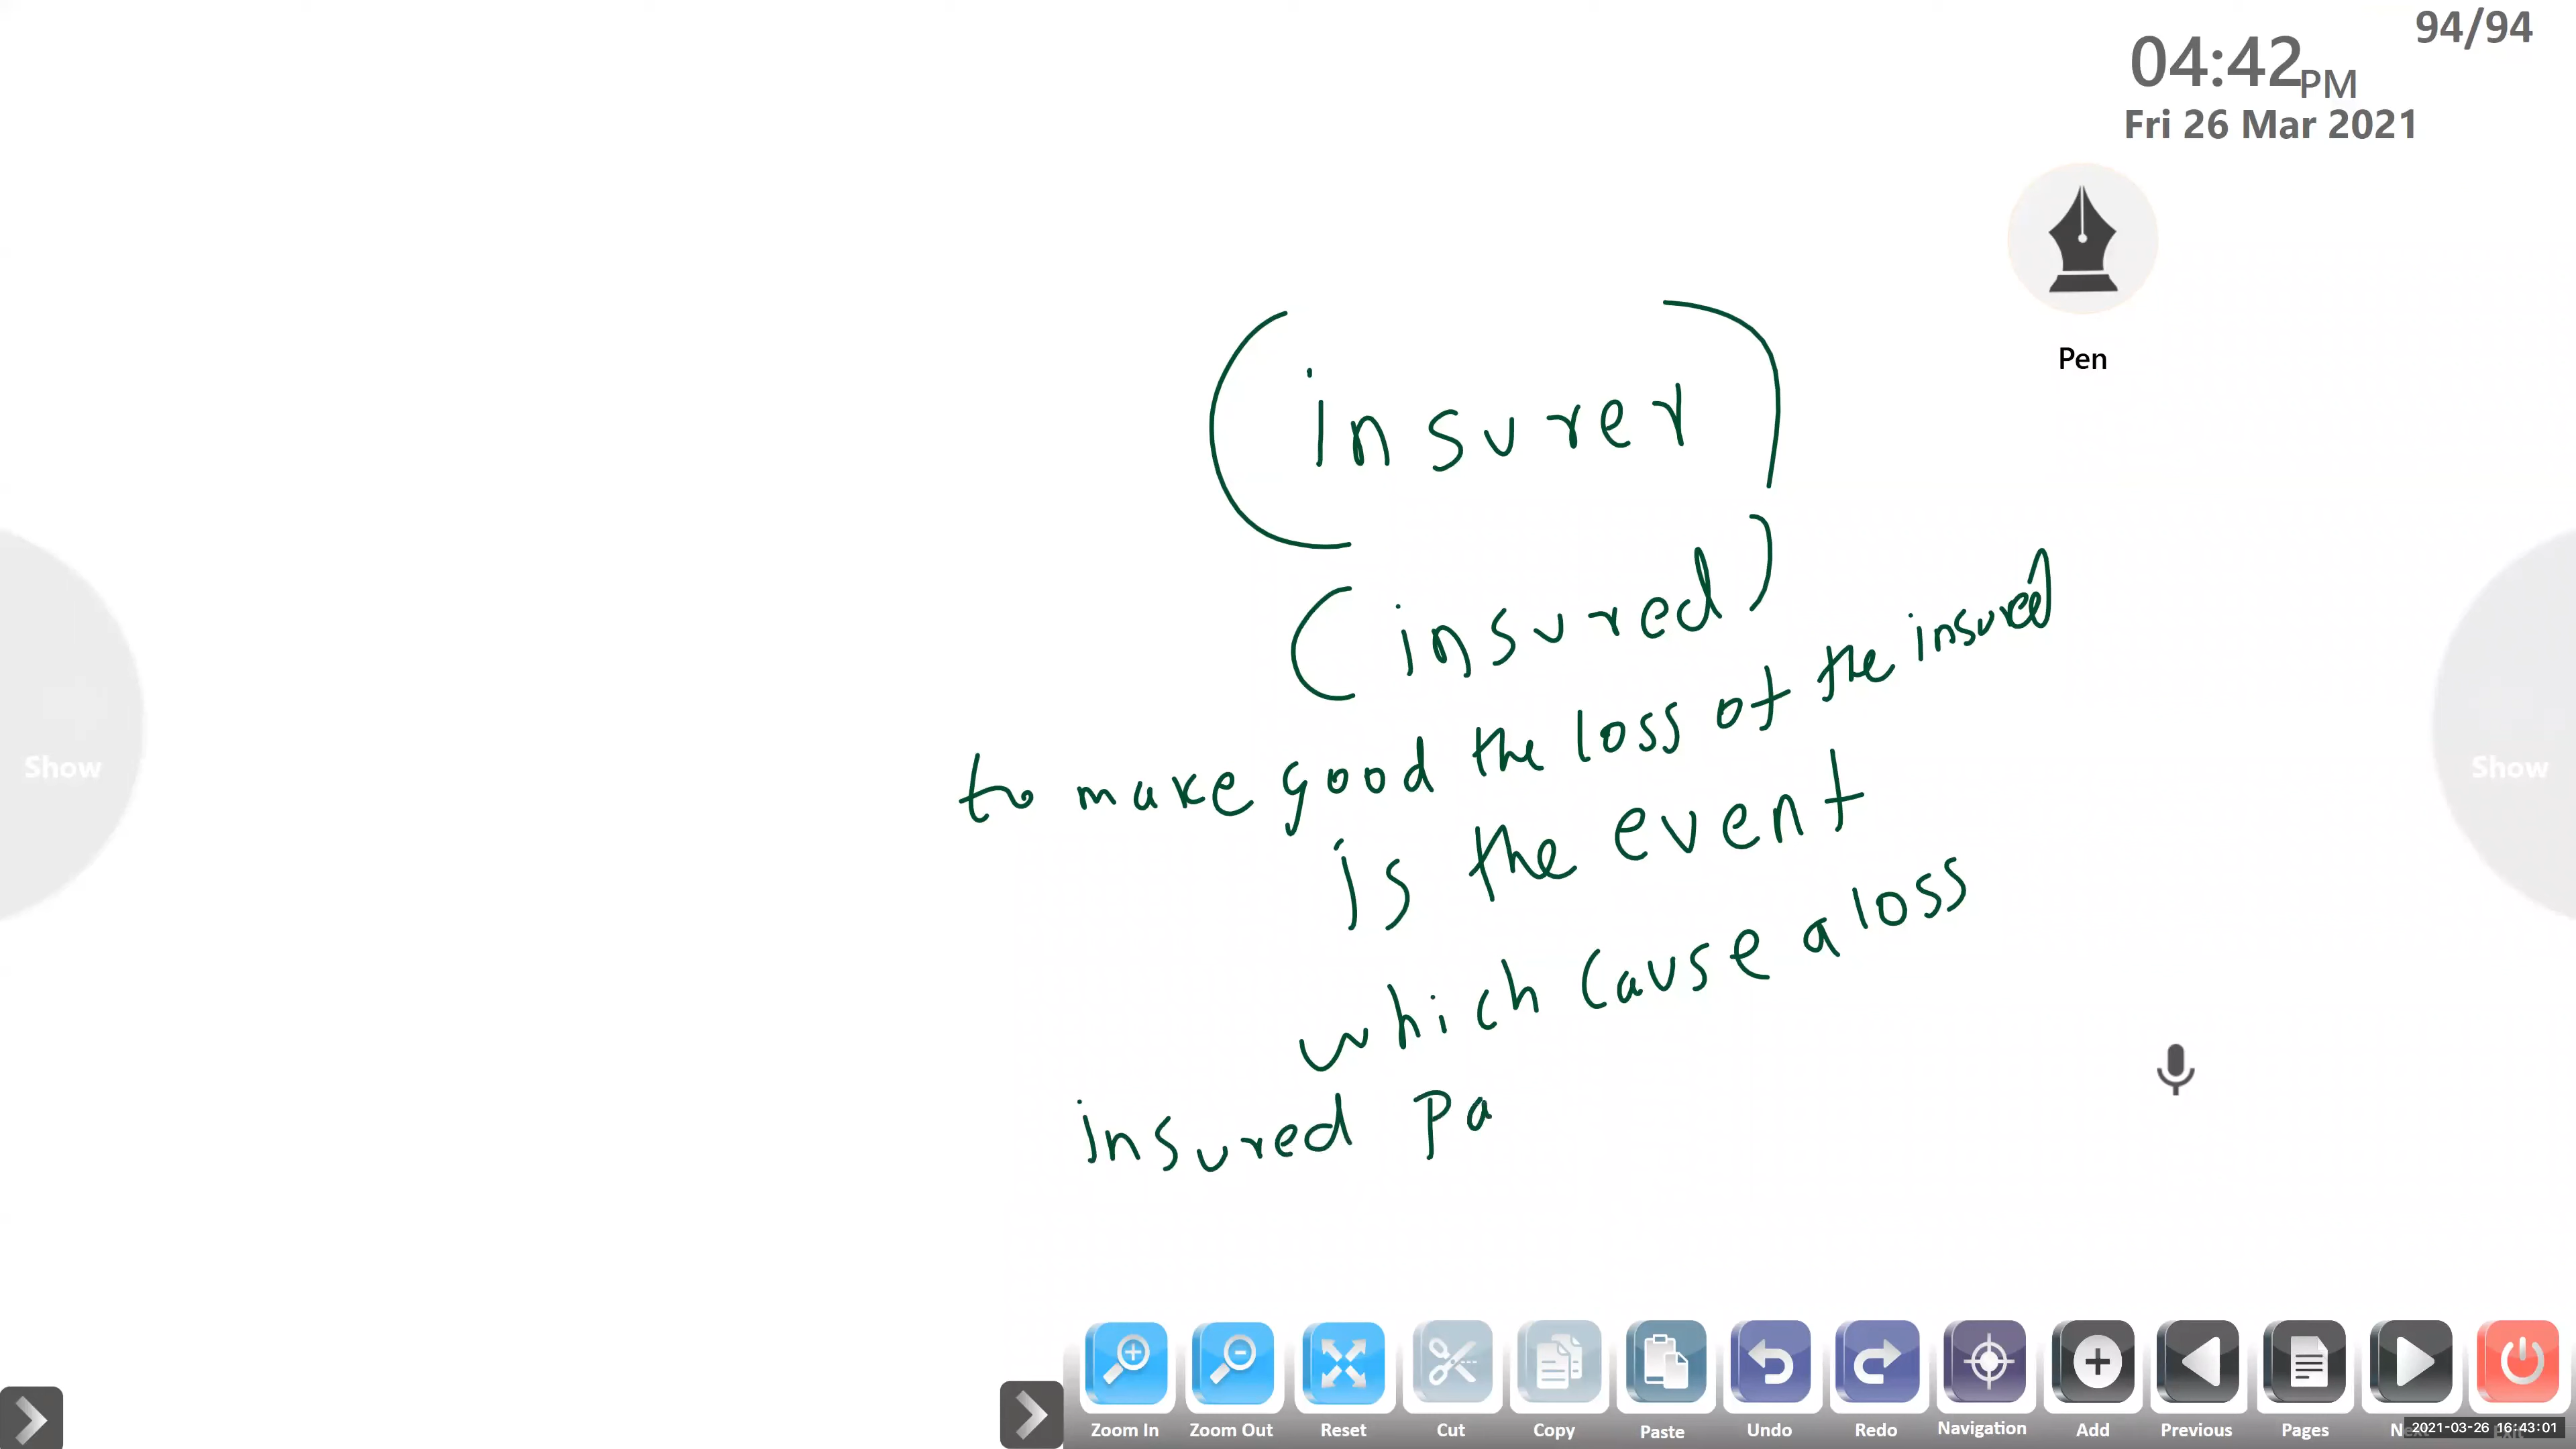 94/94
04:42PM
Fri 26 Mar 2021
Pen
(insurer)
(insured)
to make good the loss of the insured
is the event
which cause a loss
insured Pa
Show
Show
Zoom In Zoom Out Reset Cut Copy Paste Undo Redo Navigation Add Previous Pages
2021-03-26 16:43:01